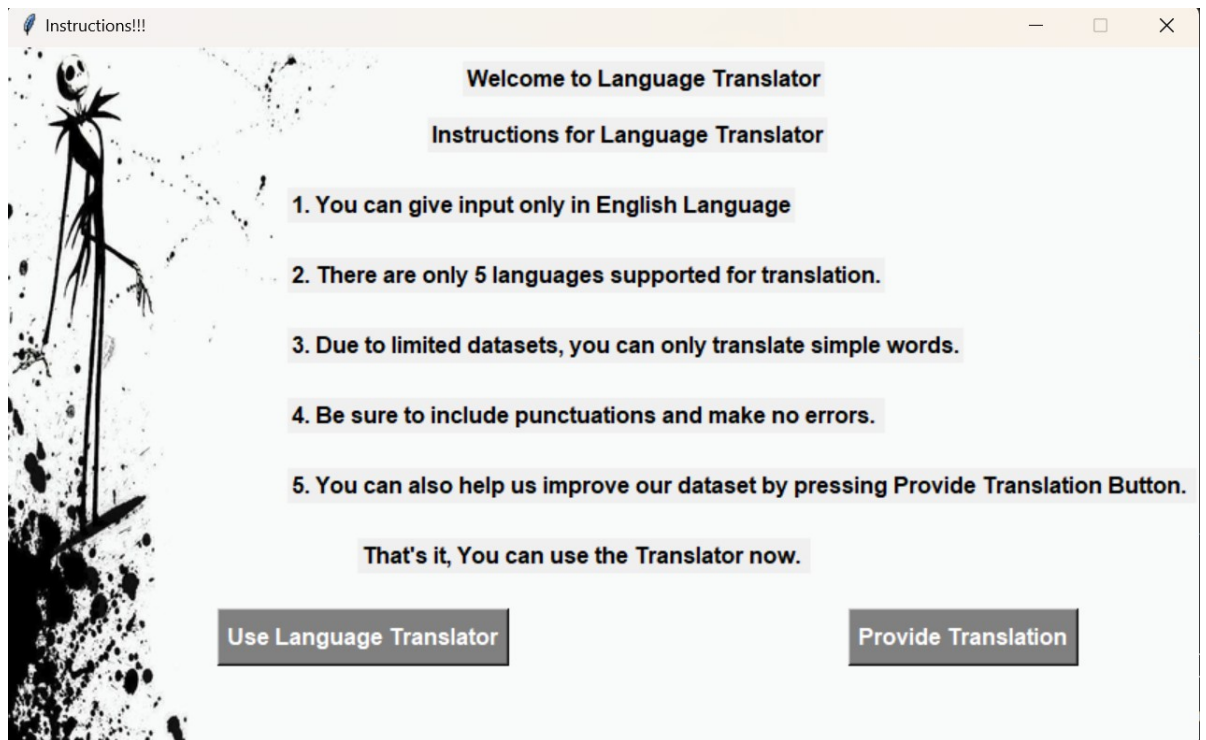 Instructions!!!
Welcome to Language Translator
Instructions for Language Translator
1. You can give input only in English Language
2. There are only 5 languages supported for translation.
3. Due to limited datasets, you can only translate simple words.
4. Be sure to include punctuations and make no errors.
5. You can also help us improve our dataset by pressing Provide Translation Button.
That's it, You can use the Translator now.
Use Language Translator
Provide Translation